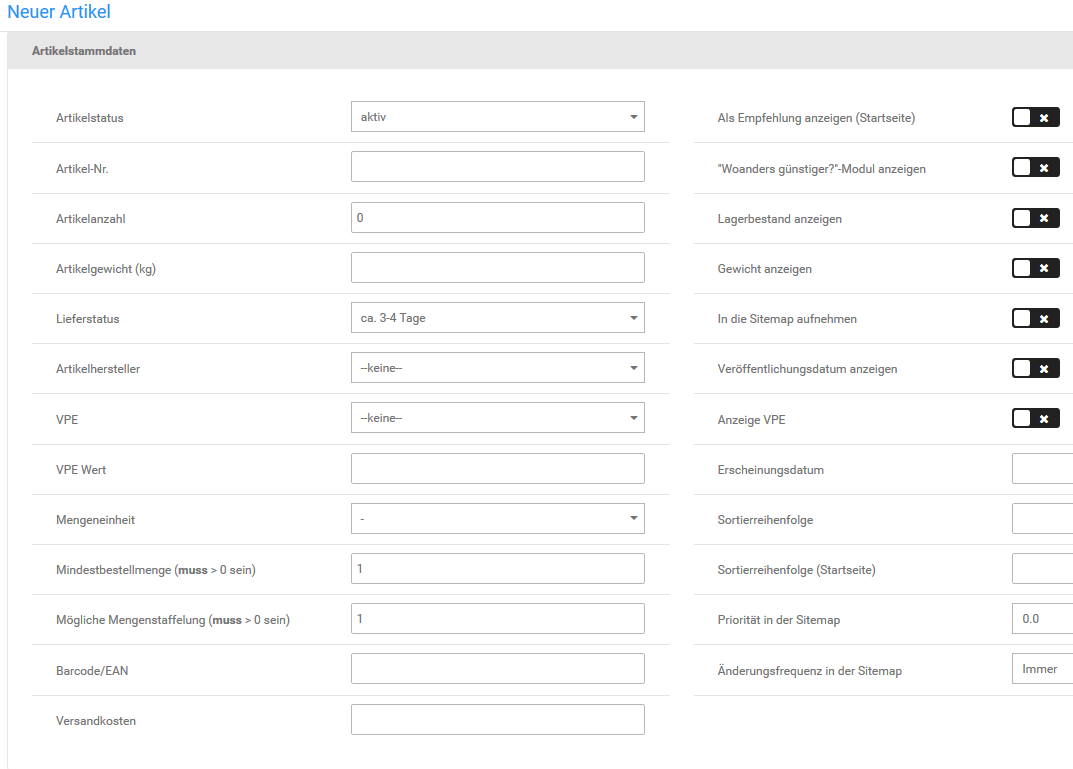 Neuer Artikel
Artikelstammdaten
Artikelstatus
aktiv
Artikel-Nr.
Artikelanzahl
0
Artikelgewicht (kg)
Lieferstatus
ca. 3-4 Tage
Artikelhersteller
--keine--
VPE
--keine--
VPE Wert
Mengeneinheit
-
Mindestbestellmenge (muss > 0 sein)
1
Mögliche Mengenstaffelung (muss > 0 sein)
1
Barcode/EAN
Versandkosten
Als Empfehlung anzeigen (Startseite)
"Woanders günstiger?"-Modul anzeigen
Lagerbestand anzeigen
Gewicht anzeigen
In die Sitemap aufnehmen
Veröffentlichungsdatum anzeigen
Anzeige VPE
Erscheinungsdatum
Sortierreihenfolge
Sortierreihenfolge (Startseite)
Priorität in der Sitemap
0.0
Änderungsfrequenz in der Sitemap
Immer